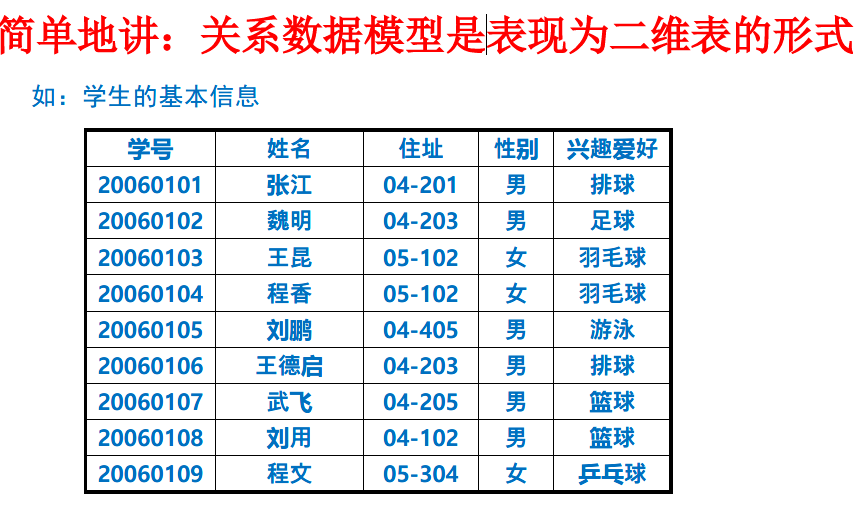 简单地讲：关系数据模型是表现为二维表的形式
如：学生的基本信息
学号 姓名 住址 性别 兴趣爱好
20060101 张江 04-201 男 排球
20060102 魏明 04-203 男 足球
20060103 王昆 05-102 女 羽毛球
20060104 程香 05-102 女 羽毛球
20060105 刘鹏 04-405 男 游泳
20060106 王德启 04-203 男 排球
20060107 武飞 04-205 男 篮球
20060108 刘用 04-102 男 篮球
20060109 程文 05-304 女 乒乓球